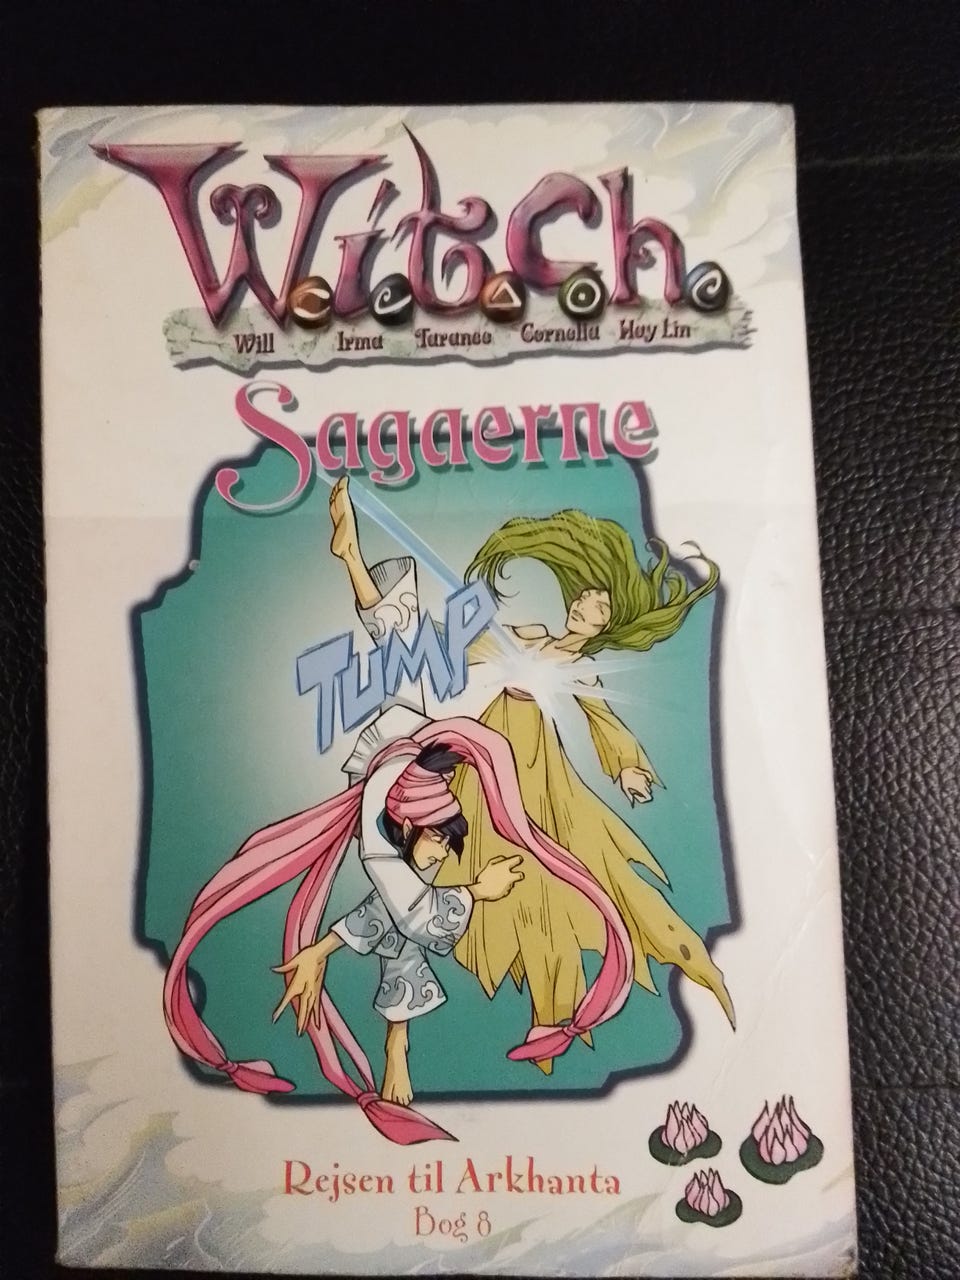 W.i.t.c.h.
Will Irma Taranee Cornelia Hay Lin
Sagaerne
TUMP
Rejsen til Arkhanta
Bog 8